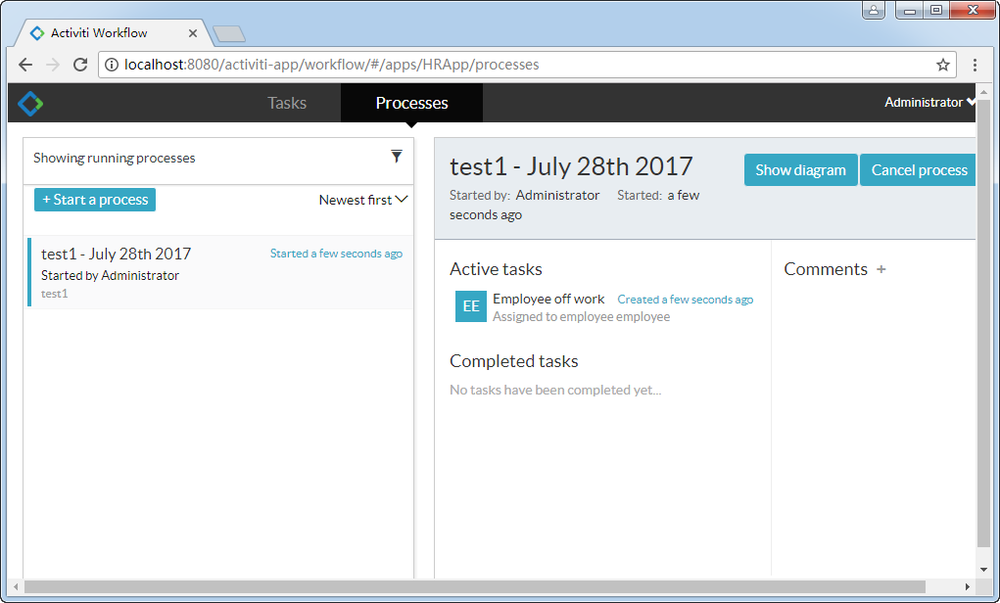 Activiti Workflow
localhost:8080/activiti-app/workflow/#/apps/HRApp/processes
Tasks
Processes
Administrator
Showing running processes
+ Start a process
Newest first
test1 - July 28th 2017
Started a few seconds ago
Started by Administrator
test1
test1 - July 28th 2017
Show diagram
Cancel process
Started by: Administrator Started: a few
seconds ago
Active tasks
EE
Employee off work Created a few seconds ago
Assigned to employee employee
Completed tasks
No tasks have been completed yet...
Comments +